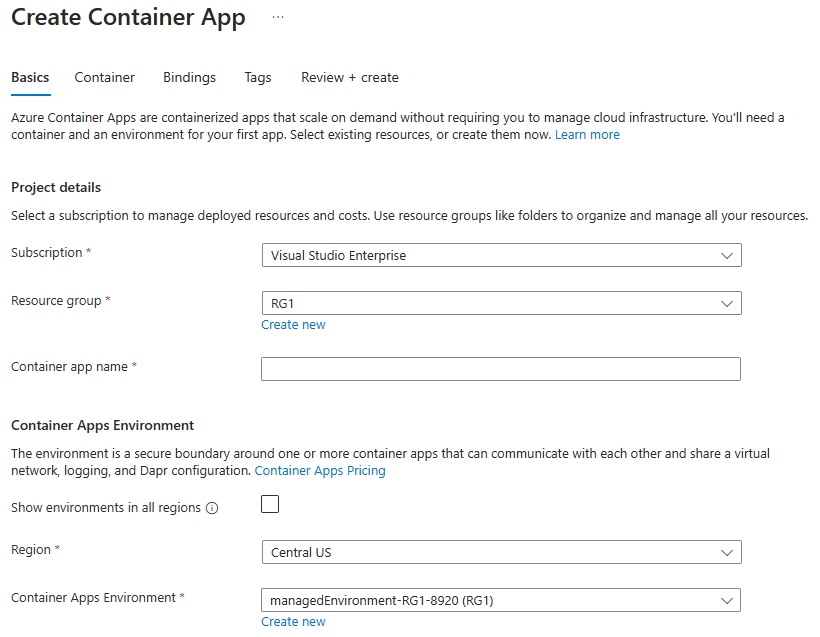 Create Container App ...
Basics Container Bindings Tags Review + create
Azure Container Apps are containerized apps that scale on demand without requiring you to manage cloud infrastructure. You'll need a
container and an environment for your first app. Select existing resources, or create them now. Learn more
Project details
Select a subscription to manage deployed resources and costs. Use resource groups like folders to organize and manage all your resources.
Subscription * Visual Studio Enterprise
Resource group * RG1
Create new
Container app name *
Container Apps Environment
The environment is a secure boundary around one or more container apps that can communicate with each other and share a virtual
network, logging, and Dapr configuration. Container Apps Pricing
Show environments in all regions
Region * Central US
Container Apps Environment * managedEnvironment-RG1-8920 (RG1)
Create new